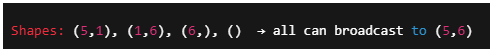 Shapes: (5,1), (1,6), (6,), () → all can broadcast to (5,6)